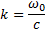 k = ω₀/c